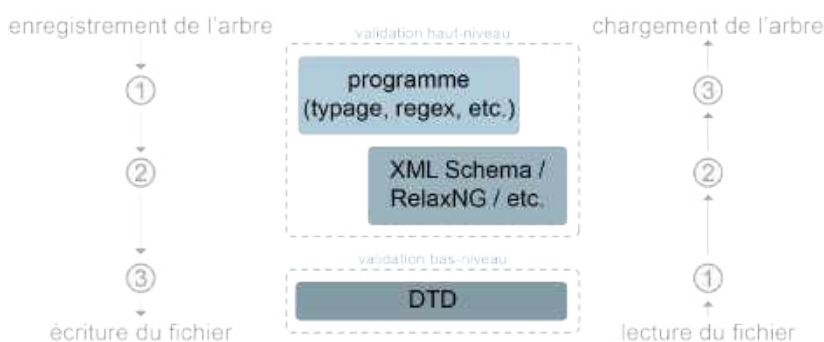 enregistrement de l'arbre
validation haut-niveau
chargement de l'arbre
programme
(typage, regex, etc.)
1
3
XML Schema /
RelaxNG / etc.
2
2
validation bas-niveau
3
DTD
1
écriture du fichier
lecture du fichier